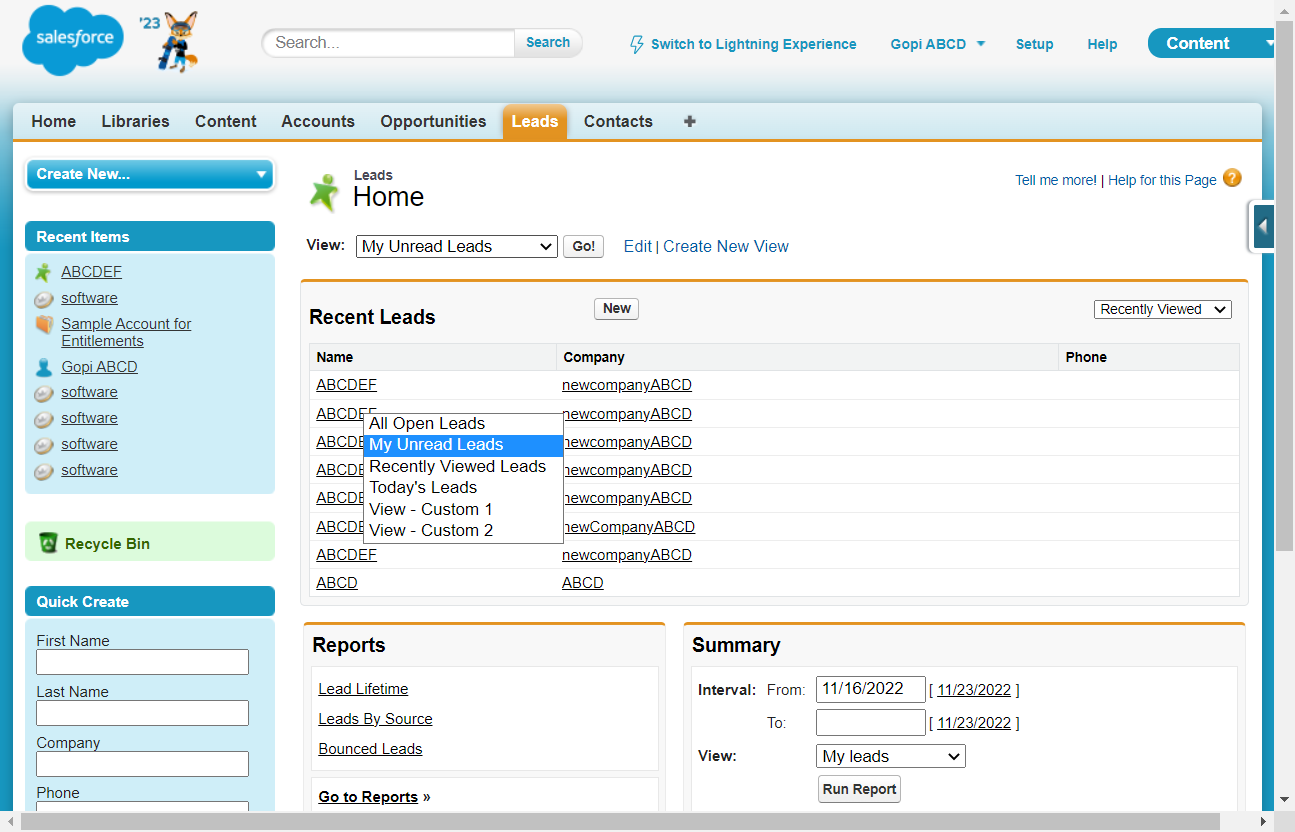 salesforce
'23
Search...
Search
Switch to Lightning Experience
Gopi ABCD
Setup
Help
Content
Home
Libraries
Content
Accounts
Opportunities
Leads
Contacts
Create New...
Recent Items
ABCDEF
software
Sample Account for
Entitlements
Gopi ABCD
software
software
software
software
Recycle Bin
Quick Create
First Name
Last Name
Company
Phone
Leads
Home
Tell me more! | Help for this Page ?
View: My Unread Leads Go! Edit | Create New View
Recent Leads New Recently Viewed
Name Company Phone
ABCDEF newcompanyABCD
ABCDEF newcompanyABCD
newcompanyABCD
newcompanyABCD
newcompanyABCD
newCompanyABCD
ABCDEF newcompanyABCD
ABCD ABCD
All Open Leads
My Unread Leads
Recently Viewed Leads
Today's Leads
View - Custom 1
View - Custom 2
Reports
Lead Lifetime
Leads By Source
Bounced Leads
Go to Reports »
Summary
Interval: From: 11/16/2022 [ 11/23/2022 ]
To: [ 11/23/2022 ]
View: My leads
Run Report